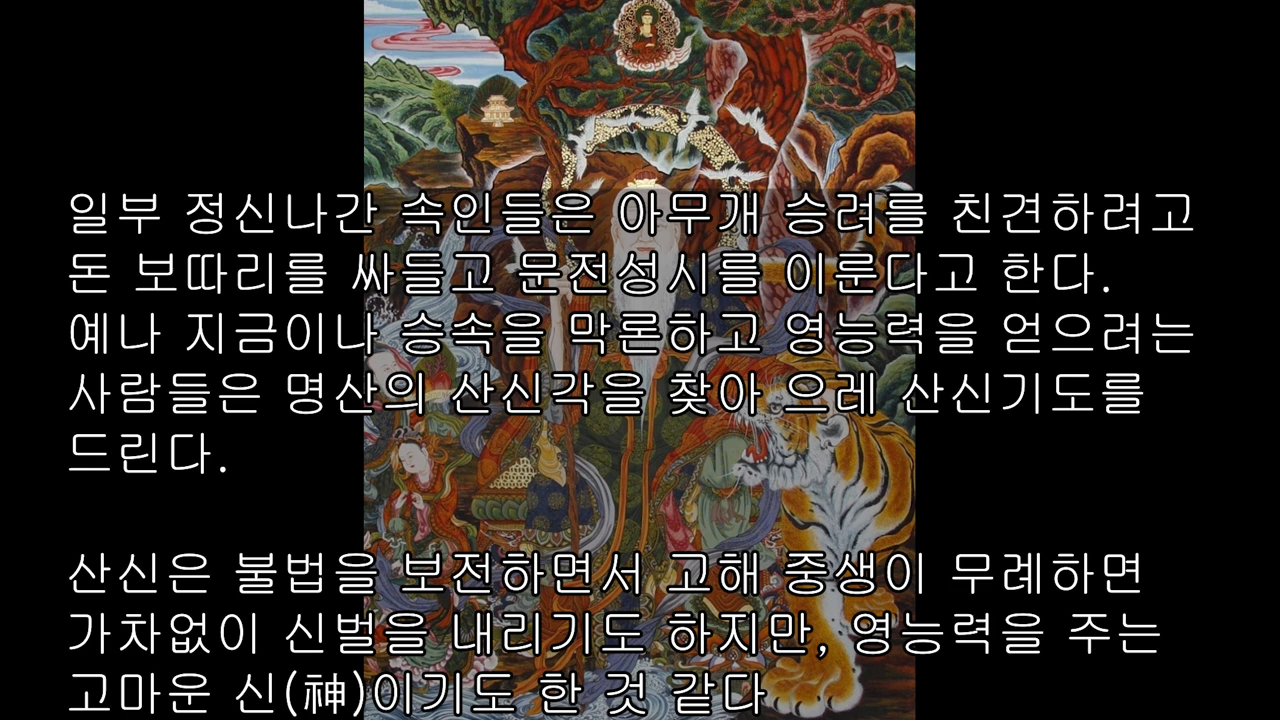 일부 정신나간 속인들은 아무개 승려를 친견하려고
돈 보따리를 싸들고 문전성시를 이룬다고 한다.
예나 지금이나 승속을 막론하고 영능력을 얻으려는
사람들은 명산의 산신각을 찾아 으레 산신기도를
드린다.
산신은 불법을 보전하면서 고해 중생이 무례하면
가차없이 신벌을 내리기도 하지만, 영능력을 주는
고마운 신(神)이기도 한 것 같다